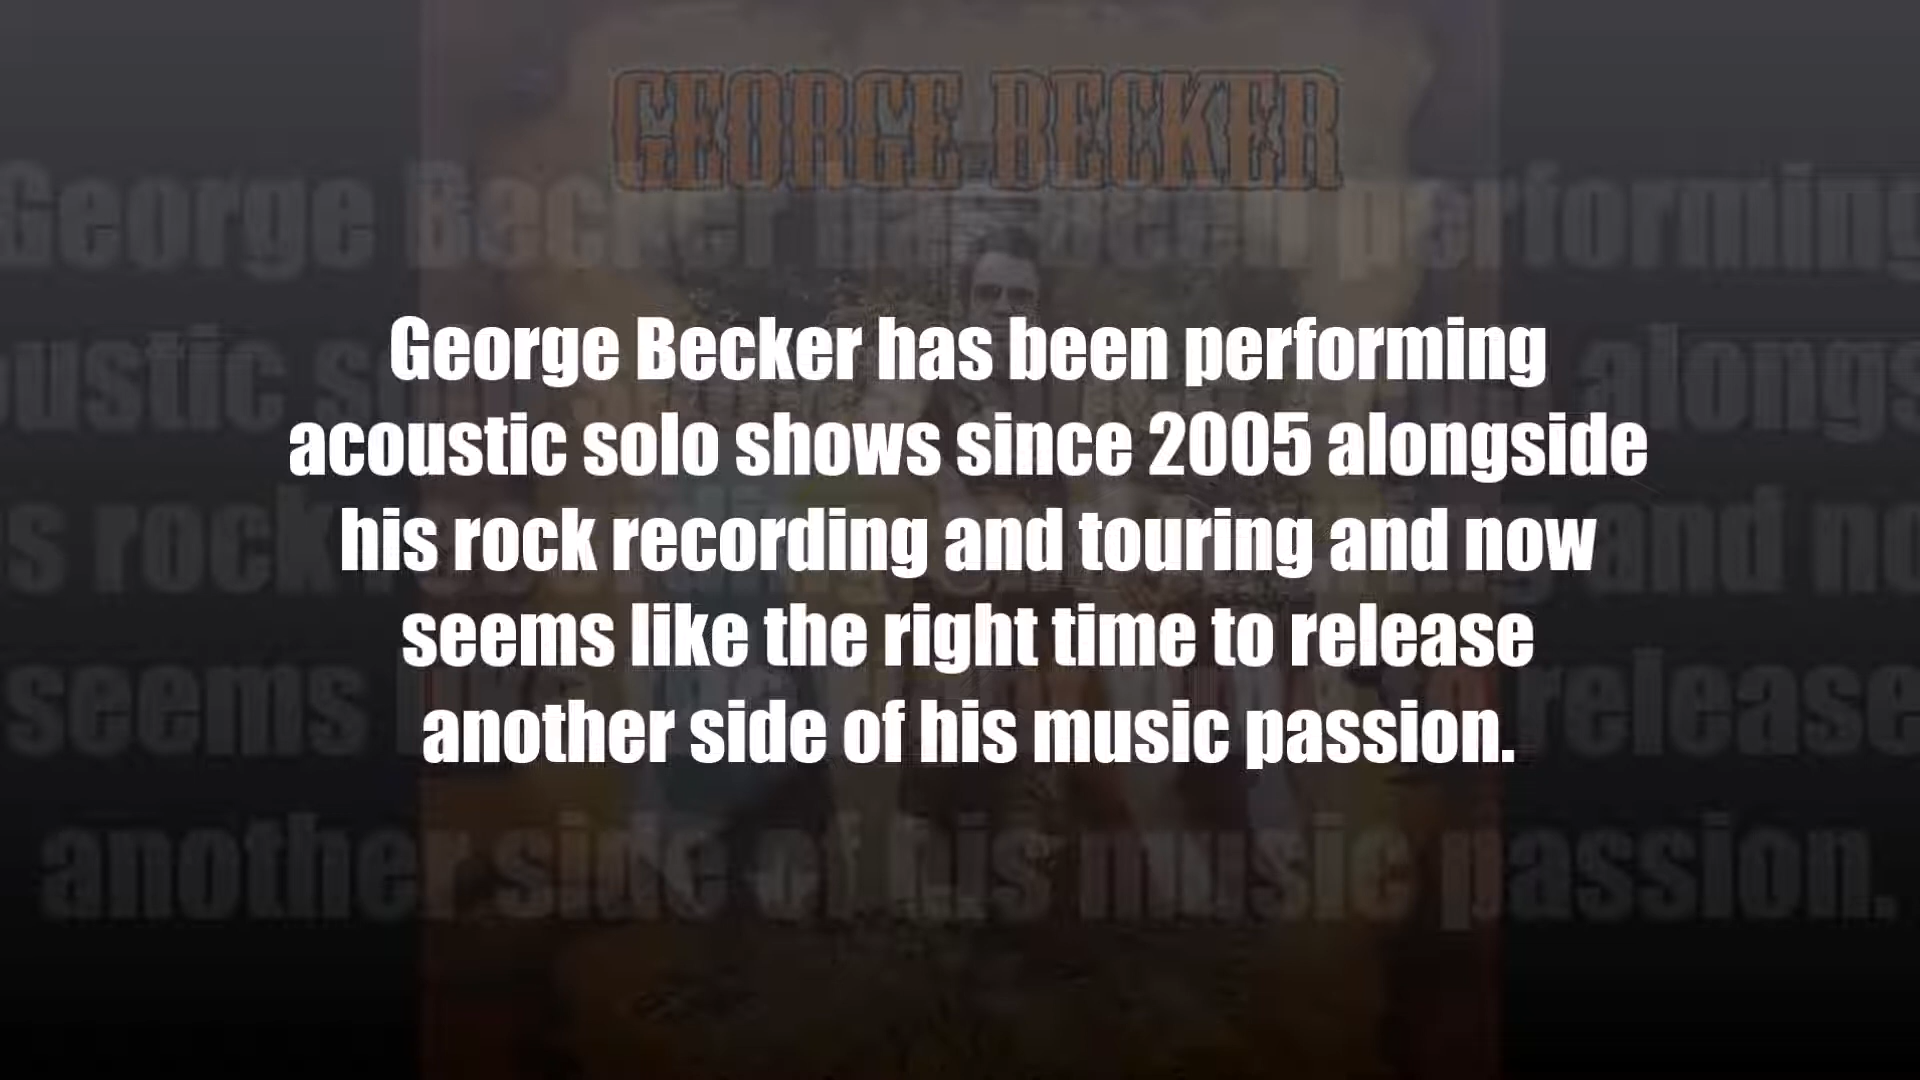 GEORGE BECKER
George Becker has been performing
acoustic solo shows since 2005 alongside
his rock recording and touring and now
seems like the right time to release
another side of his music passion.